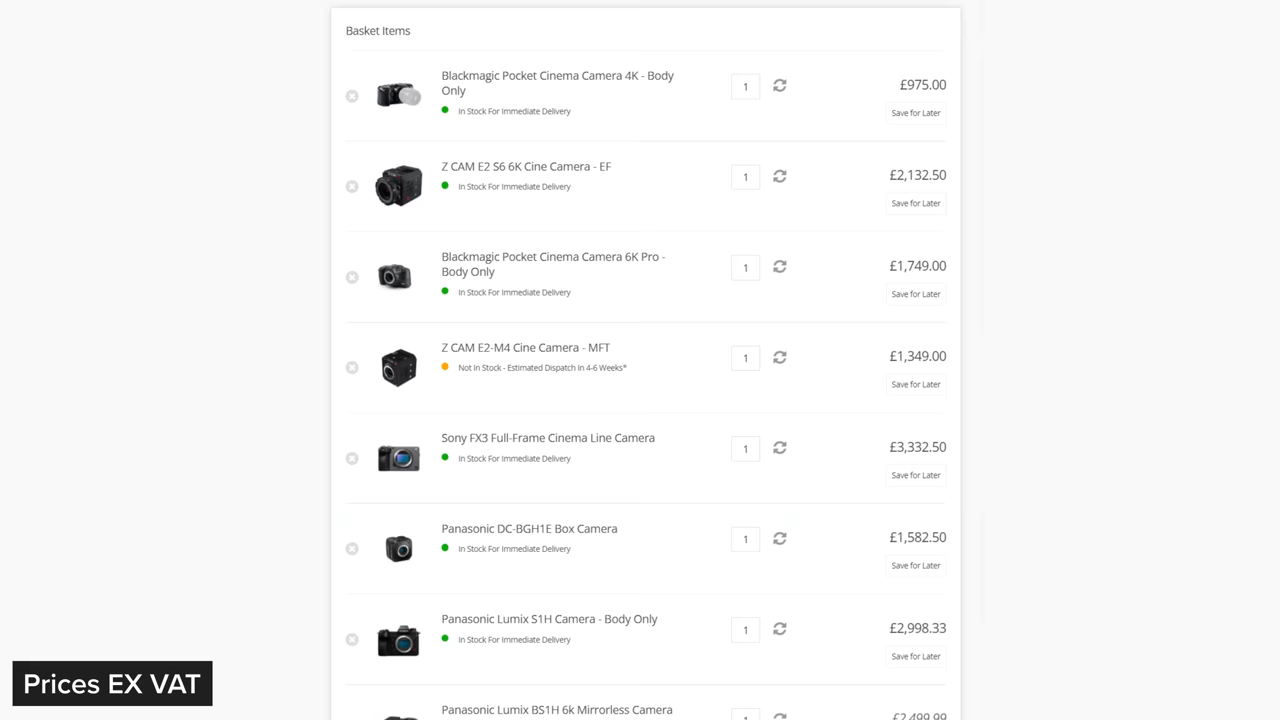 Basket Items
Blackmagic Pocket Cinema Camera 4K - Body
Only
In Stock For Immediate Delivery
1
£975.00
Save for Later
Z CAM E2 S6 6K Cine Camera - EF
In Stock For Immediate Delivery
1
£2,132.50
Save for Later
Blackmagic Pocket Cinema Camera 6K Pro -
Body Only
In Stock For Immediate Delivery
1
£1,749.00
Save for Later
Z CAM E2-M4 Cine Camera - MFT
Not In Stock - Estimated Dispatch In 4-6 Weeks*
1
£1,349.00
Save for Later
Sony FX3 Full-Frame Cinema Line Camera
In Stock For Immediate Delivery
1
£3,332.50
Save for Later
Panasonic DC-BGH1E Box Camera
In Stock For Immediate Delivery
1
£1,582.50
Save for Later
Panasonic Lumix S1H Camera - Body Only
In Stock For Immediate Delivery
1
£2,998.33
Save for Later
Panasonic Lumix BS1H 6k Mirrorless Camera
1
£2,499.99
Prices EX VAT